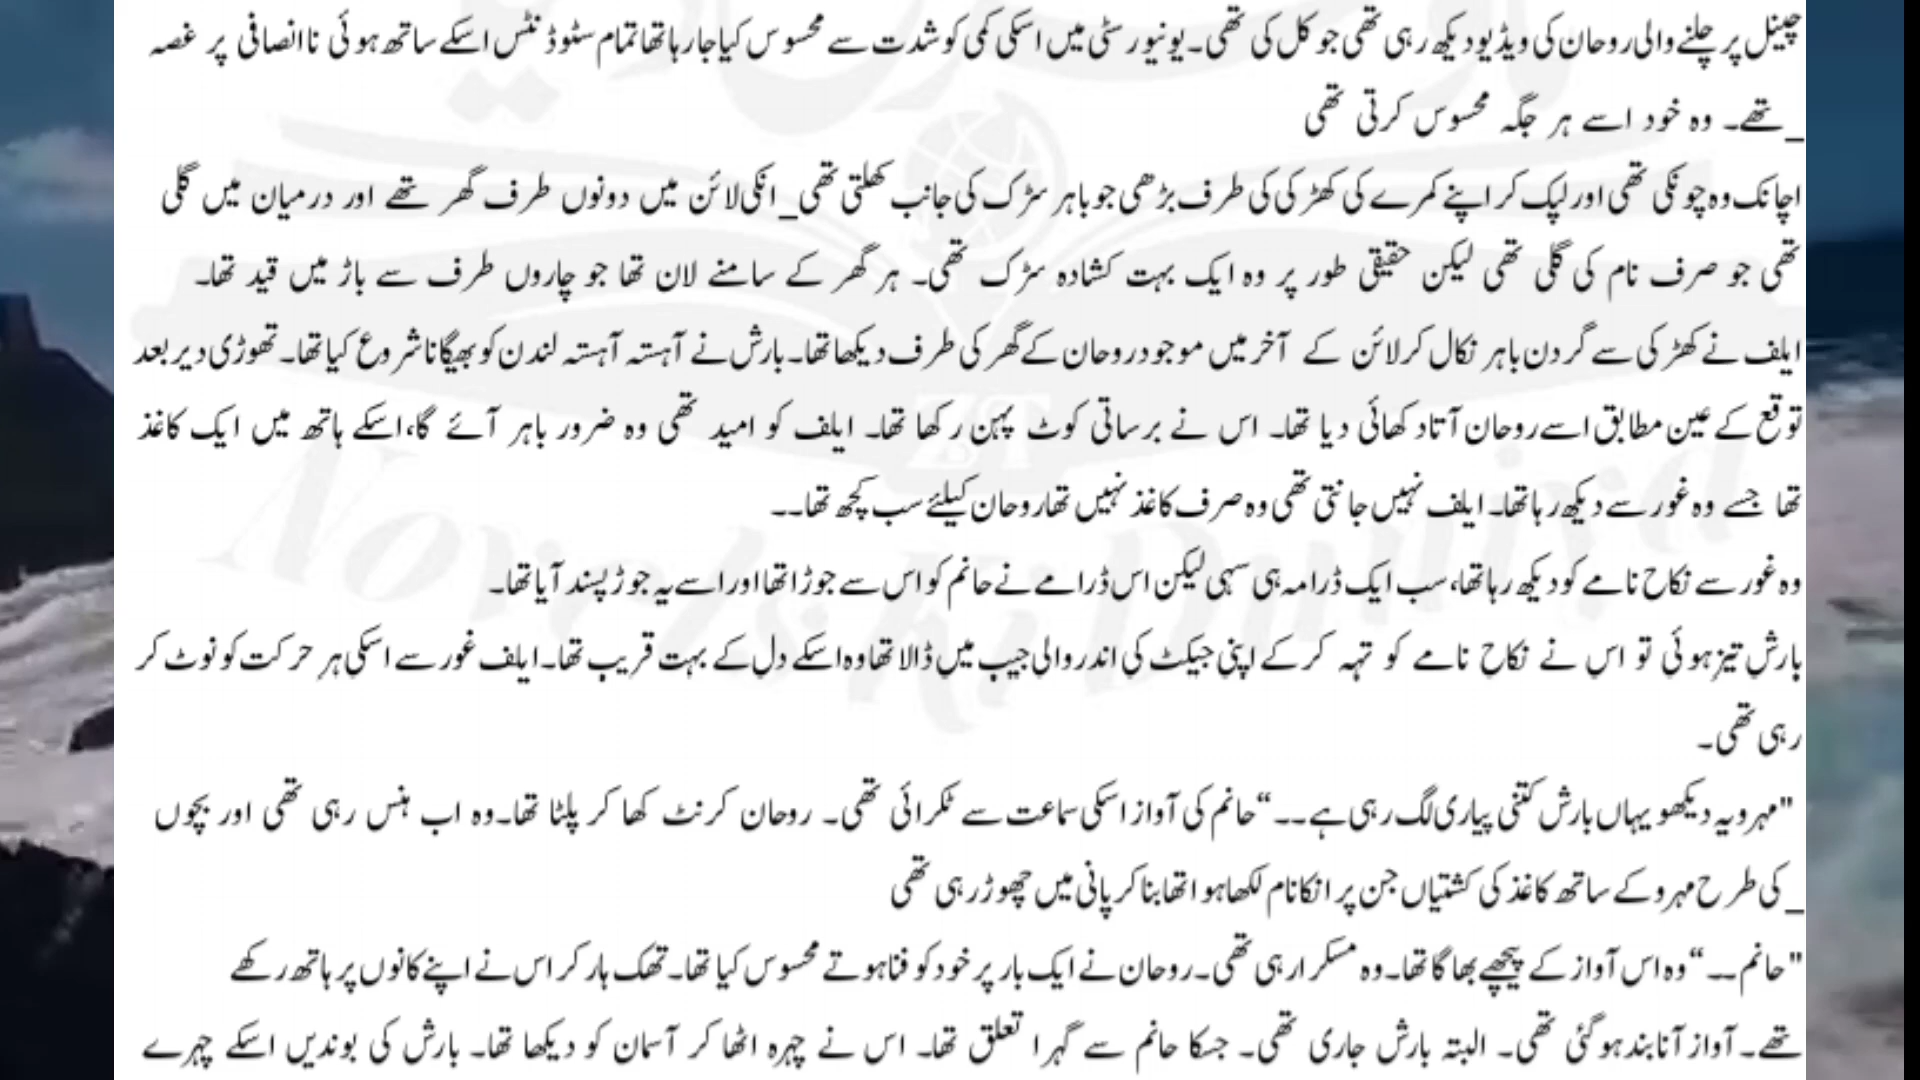 چینل پر چلنے والی روحان کی ویڈیو دیکھ رہی تھی جو کل کی تھی۔ یونیورسٹی میں اسکی کمی کو شدت سے محسوس کیا جا رہا تھا تمام سٹوڈنٹس اسکے ساتھ ہوئی ناانصافی پر غصہ
تھے۔ وہ خود اسے ہر جگہ محسوس کرتی تھی_
اچانک وہ چونکی تھی اور لپک کر اپنے کمرے کی کھڑکی کی طرف بڑھی جو باہر سڑک کی جانب کھلتی تھی_ انکی لائن میں دونوں طرف گھر تھے اور درمیان میں گلی
تھی جو صرف نام کی گلی تھی لیکن حقیقی طور پر وہ ایک بہت کشادہ سڑک تھی۔ ہر گھر کے سامنے لان تھا جو چاروں طرف سے باڑ میں قید تھا۔
ایلف نے کھڑکی سے گردن باہر نکال کر لائن کے آخر میں موجود روحان کے گھر کی طرف دیکھا تھا۔ بارش نے آہستہ آہستہ لندن کو بھیگانا شروع کیا تھا۔ تھوڑی دیر بعد
توقع کے عین مطابق اسے روحان آتا دکھائی دیا تھا۔ اس نے برساتی کوٹ پہن رکھا تھا۔ ایلف کو امید تھی وہ ضرور باہر آئے گا، اسکے ہاتھ میں ایک کاغذ
تھا جسے وہ غور سے دیکھ رہا تھا۔ ایلف نہیں جانتی تھی وہ صرف کاغذ نہیں تھا روحان کیلئے سب کچھ تھا۔۔
وہ غور سے نکاح نامے کو دیکھ رہا تھا، سب ایک ڈرامہ ہی سہی لیکن اس ڈرامے نے حانم کو اس سے جوڑا تھا اور اسے یہ جوڑ پسند آیا تھا۔
بارش تیز ہوئی تو اس نے نکاح نامے کو تہہ کر کے اپنی جیکٹ کی اندر والی جیب میں ڈالا تھا وہ اسکے دل کے بہت قریب تھا۔ ایلف غور سے اسکی ہر حرکت کو نوٹ کر
رہی تھی۔
"مہرو یہ دیکھو یہاں بارش کتنی پیاری لگ رہی ہے۔۔“ حانم کی آواز اسکی سماعت سے ٹکرائی تھی۔ روحان کرنٹ کھا کر پلٹا تھا۔ وہ اب ہنس رہی تھی اور بچوں
کی طرح مہرو کے ساتھ کاغذ کی کشتیاں جن پر انکا نام لکھا ہوا تھا بنا کر پانی میں چھوڑ رہی تھی_
"حانم۔۔“ وہ اس آواز کے پیچھے بھاگا تھا۔ وہ مسکرا رہی تھی۔ روحان نے ایک بار پر خود کو فنا ہوتے محسوس کیا تھا۔ تھک ہار کر اس نے اپنے کانوں پر ہاتھ رکھے
تھے۔ آواز آنا بند ہو گئی تھی۔ البتہ بارش جاری تھی۔ جسکا حانم سے گہرا تعلق تھا۔ اس نے چہرہ اٹھا کر آسمان کو دیکھا تھا۔ بارش کی بوندیں اسکے چہرے
Novels Ki Duniya
ZT